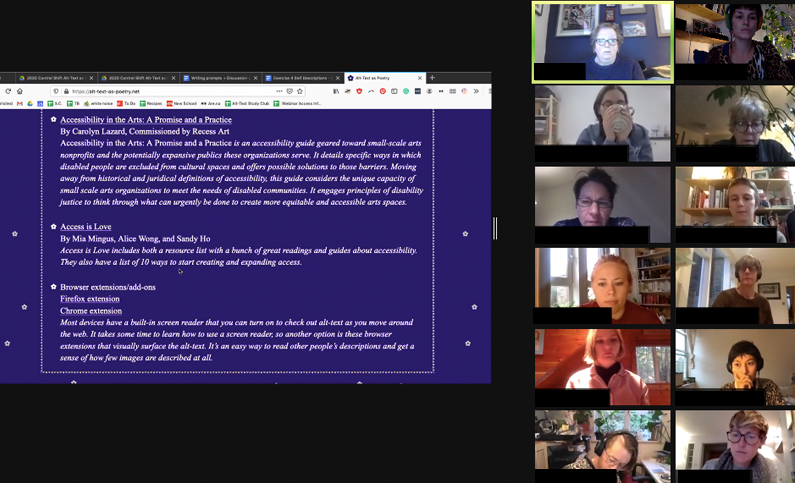 2020 Control Shift Alt-Text as
2020 Control Shift Alt-Text as
Writing prompts + Discussion
Exercise 4 Self Descriptions
Alt-Text as Poetry
https://alt-text-as-poetry.net
S.C.
TB
white noise
To Do
Recipes
New School
Are.na
Alt-Text Study Club
Webinar Access Inf
Accessibility in the Arts: A Promise and a Practice
By Carolyn Lazard, Commissioned by Recess Art
Accessibility in the Arts: A Promise and a Practice is an accessibility guide geared toward small-scale arts
nonprofits and the potentially expansive publics these organizations serve. It details specific ways in which
disabled people are excluded from cultural spaces and offers possible solutions to those barriers. Moving
away from historical and juridical definitions of accessibility, this guide considers the unique capacity of
small scale arts organizations to meet the needs of disabled communities. It engages principles of disability
justice to think through what can urgently be done to create more equitable and accessible arts spaces.
Access is Love
By Mia Mingus, Alice Wong, and Sandy Ho
Access is Love includes both a resource list with a bunch of great readings and guides about accessibility.
They also have a list of 10 ways to start creating and expanding access.
Browser extensions/add-ons
Firefox extension
Chrome extension
Most devices have a built-in screen reader that you can turn on to check out alt-text as you move around
the web. It takes some time to learn how to use a screen reader, so another option is these browser
extensions that visually surface the alt-text. It's an easy way to read other people's descriptions and get a
sense of how few images are described at all.